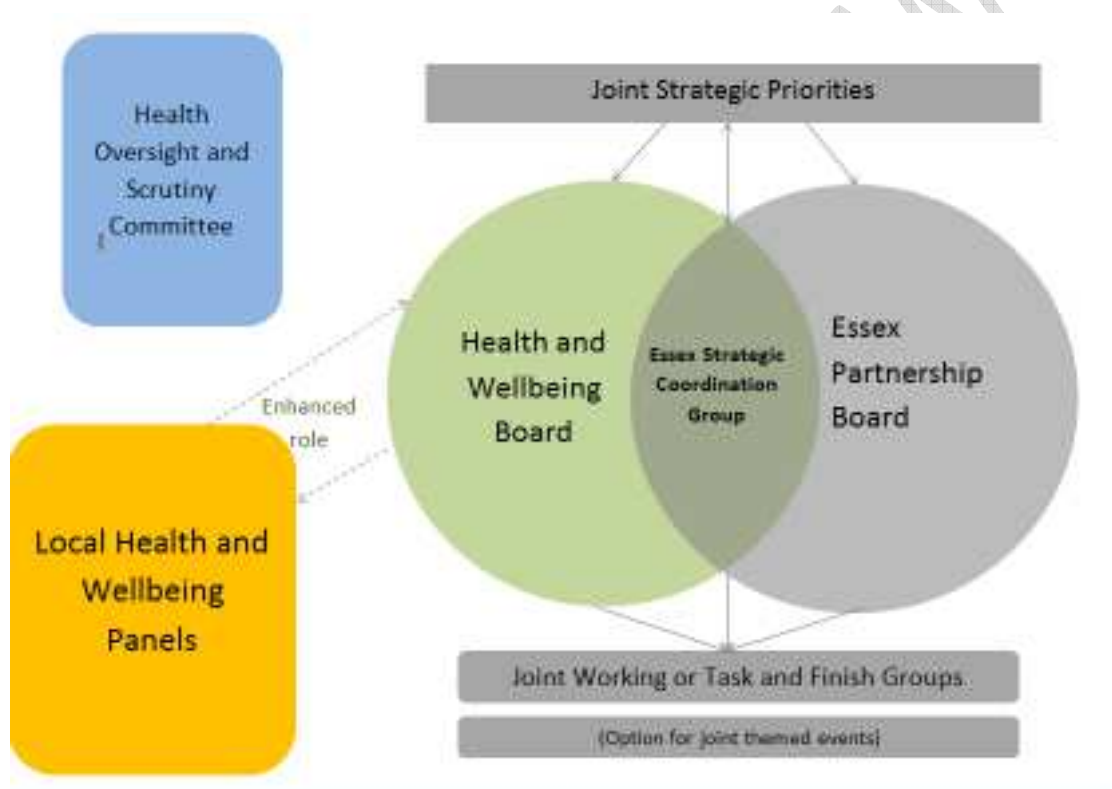 Health
Oversight and
Scrutiny
Committee
Joint Strategic Priorities
Health and
Wellbeing
Board
Essex Strategic
Coordination
Group
Essex
Partnership
Board
Enhanced
role
Local Health and
Wellbeing
Panels
Joint Working or Task and Finish Groups
(Option for joint themed events)